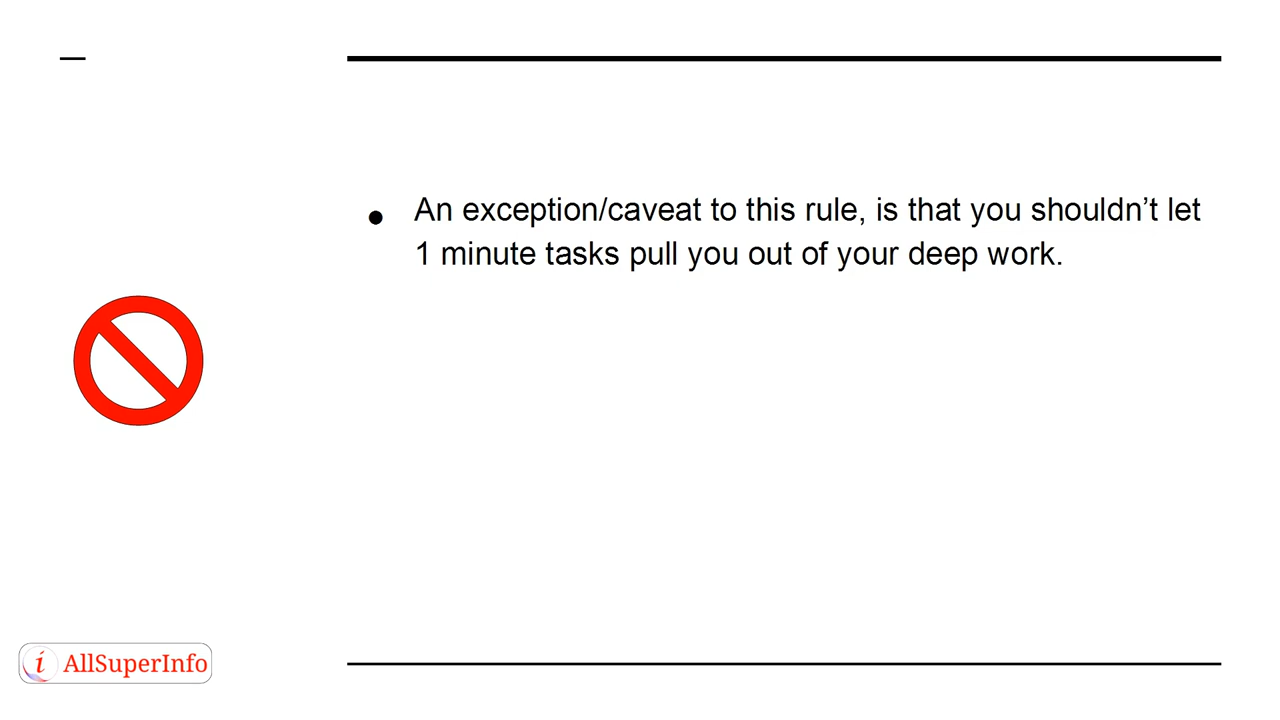 ● An exception/caveat to this rule, is that you shouldn’t let
1 minute tasks pull you out of your deep work.
i AllSuperInfo